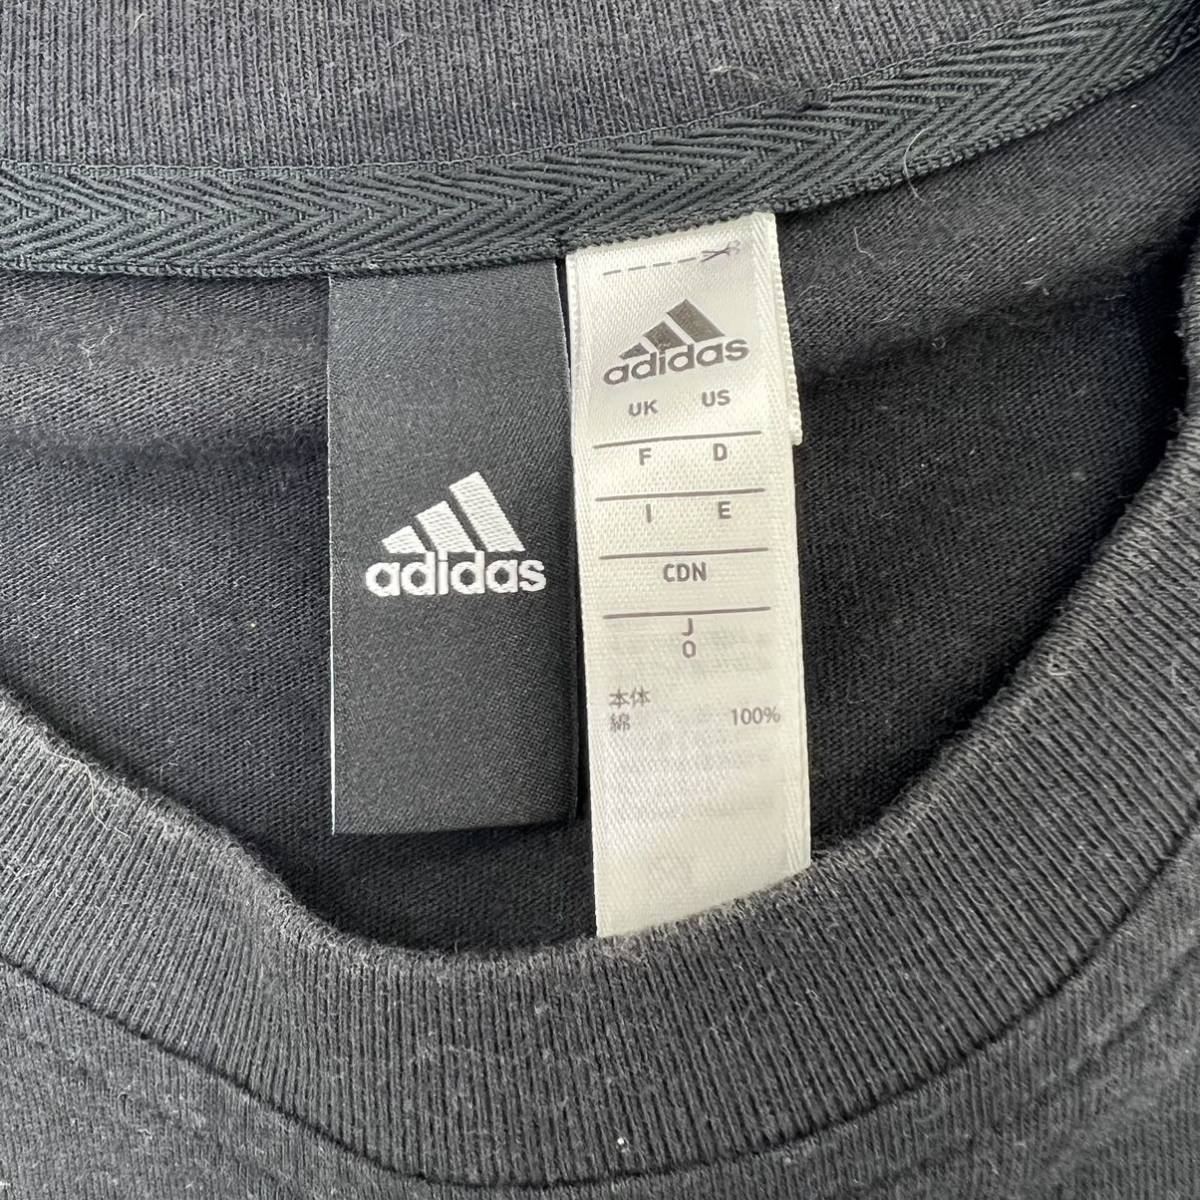 adidas
adidas
UK US
F D
I E
CDN
J
O
本体
綿 100%